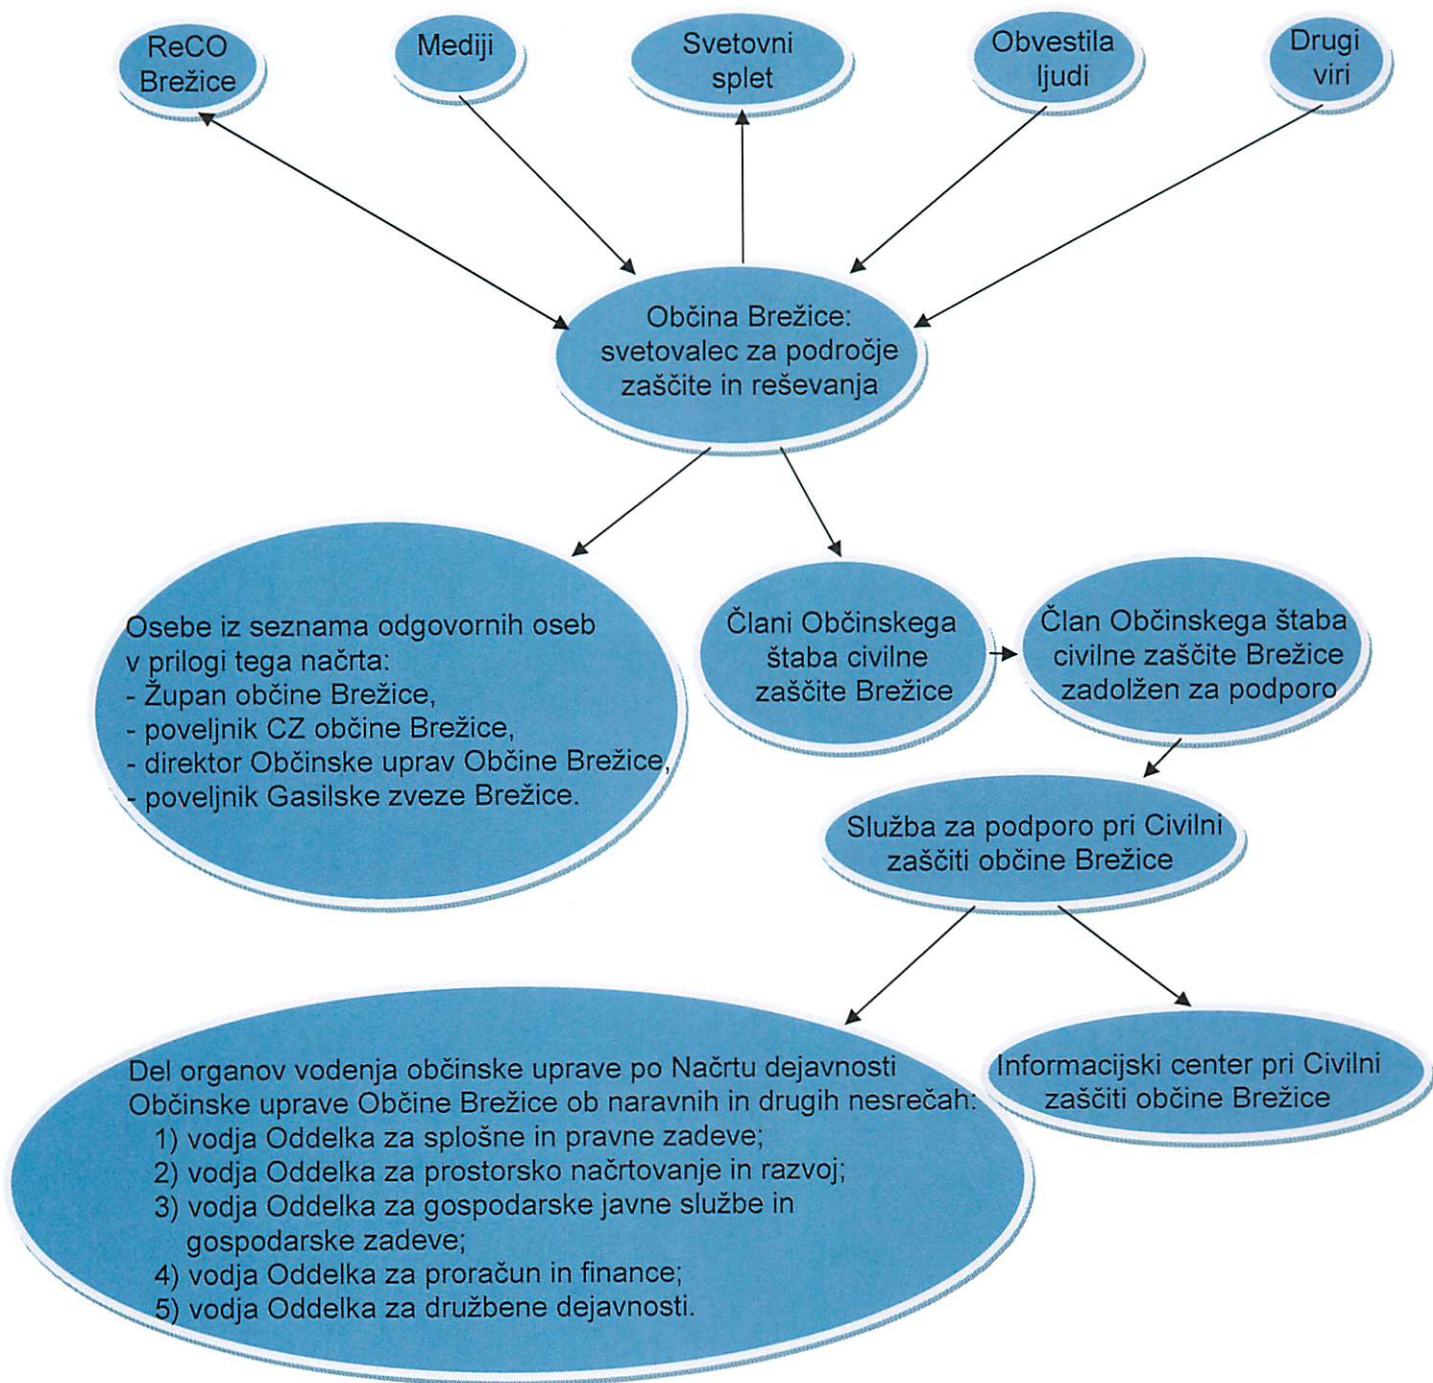 ReCO
Brežice
Mediji
Svetovni
splet
Obvestila
ljudi
Drugi
viri
Občina Brežice:
svetovalec za področje
zaščite in reševanja
Osebe iz seznama odgovornih oseb
v prilogi tega načrta:
- Župan občine Brežice,
- poveljnik CZ občine Brežice,
- direktor Občinske uprav Občine Brežice,
- poveljnik Gasilske zveze Brežice.
Člani Občinskega
štaba civilne
zaščite Brežice
Član Občinskega štaba
civilne zaščite Brežice
zadolžen za podporo
Služba za podporo pri Civilni
zaščiti občine Brežice
Del organov vodenja občinske uprave po Načrtu dejavnosti
Občinske uprave Občine Brežice ob naravnih in drugih nesrečah:
1) vodja Oddelka za splošne in pravne zadeve;
2) vodja Oddelka za prostorsko načrtovanje in razvoj;
3) vodja Oddelka za gospodarske javne službe in
gospodarske zadeve;
4) vodja Oddelka za proračun in finance;
5) vodja Oddelka za družbene dejavnosti.
Informacijski center pri Civilni
zaščiti občine Brežice